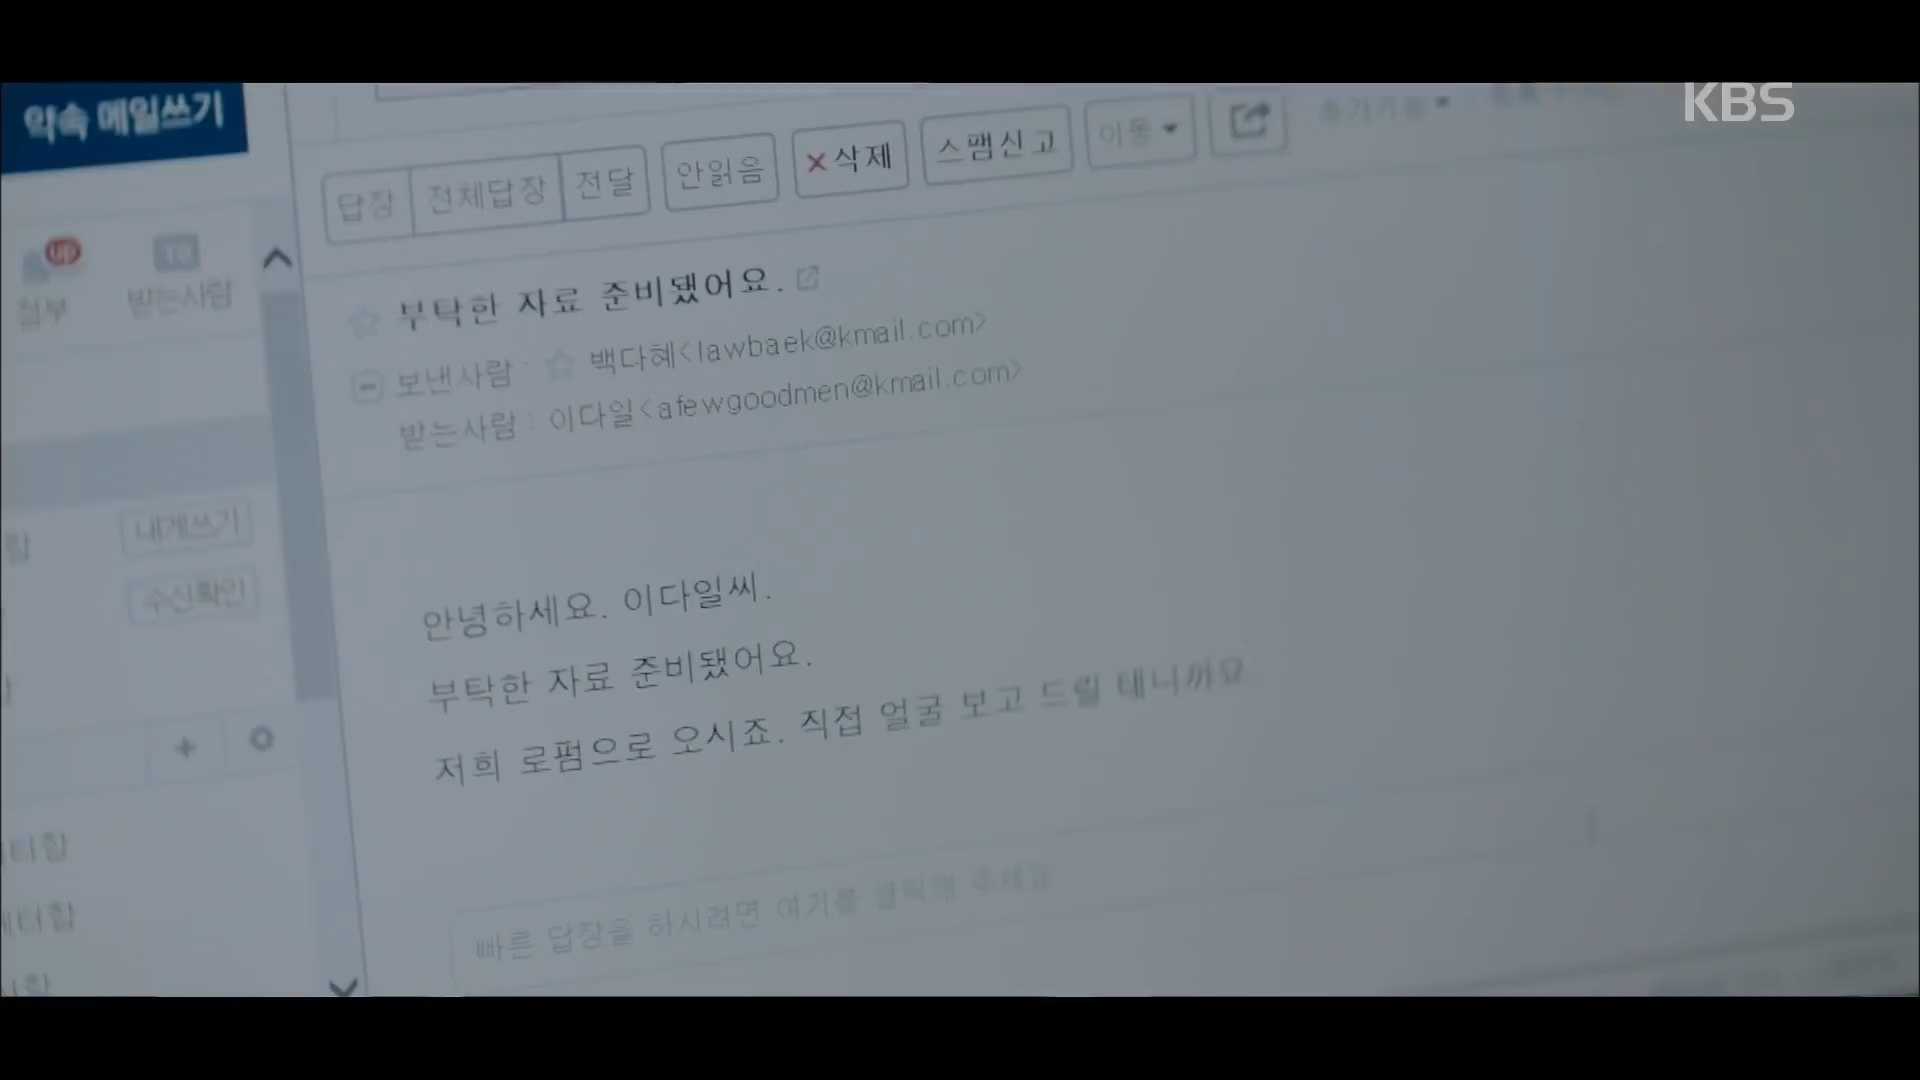 KBS
약속 메일쓰기
답장 전체답장 전달 안읽음 ×삭제 스팸신고 이동
첨부 받는사람
부탁한 자료 준비됐어요.
보낸사람 : 백다혜<lawbaek@kmail.com>
받는사람 : 이다일<afewgoodmen@kmail.com>
내게쓰기
수신확인
안녕하세요. 이다일씨.
부탁한 자료 준비됐어요.
저희 로펌으로 오시죠. 직접 얼굴 보고 드릴 테니까요.
빠른 답장을 하시려면 여기를 클릭해 주세요